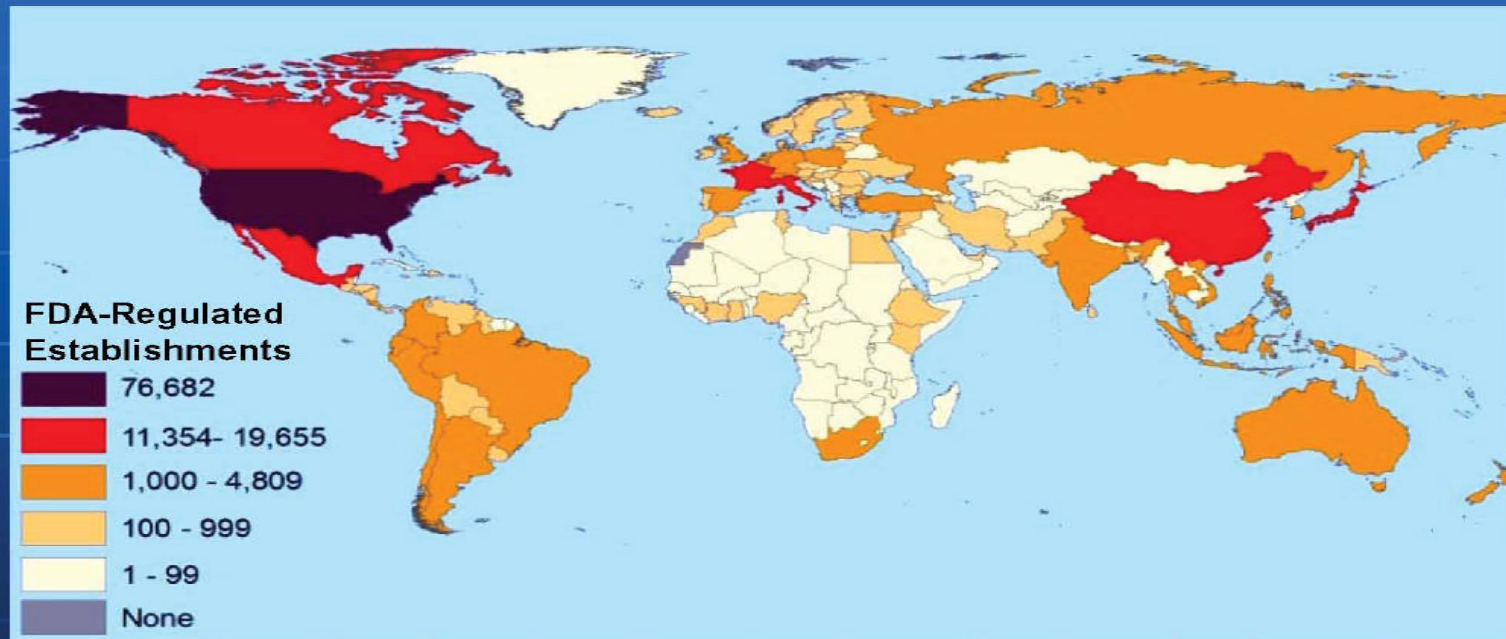 FDA-Regulated
Establishments
76,682
11,354- 19,655
1,000 - 4,809
100 - 999
1 - 99
None